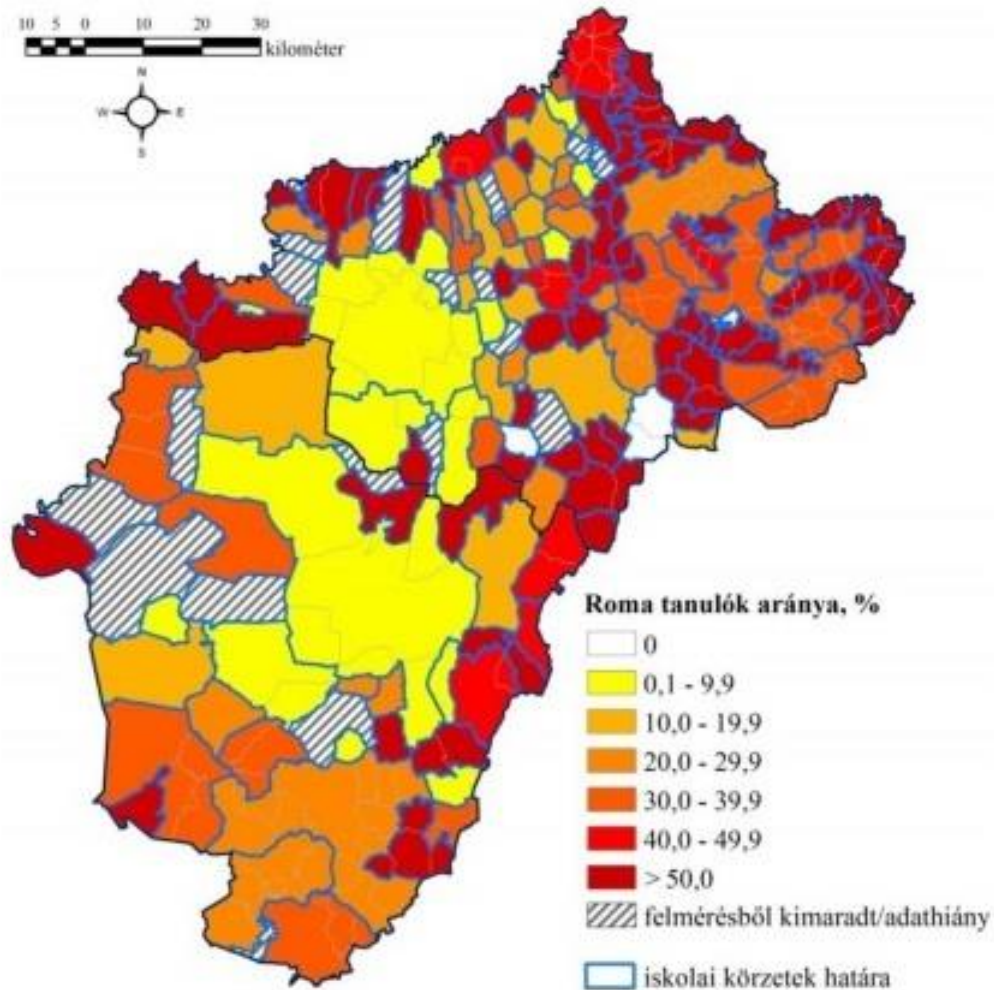 10 5 0 10 20 30
kilométer
N
W E
S
Roma tanulók aránya, %
0
0,1 - 9,9
10,0 - 19,9
20,0 - 29,9
30,0 - 39,9
40,0 - 49,9
> 50,0
felmérésből kimaradt/adathiány
iskolai körzetek határa